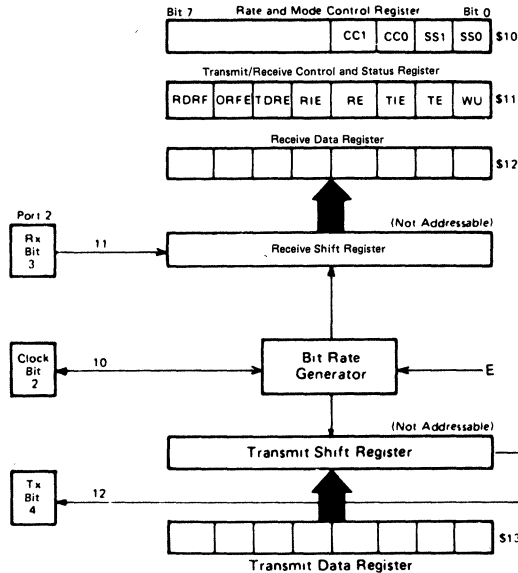 Bit 7 Rate and Mode Control Register Bit 0
CC1 CC0 SS1 SS0 $10
Transmit/Receive Control and Status Register
RDRF ORFE TDRE RIE RE TIE TE WU $11
Receive Data Register
$12
Port 2
(Not Addressable)
Rx
Bit
3
11
Receive Shift Register
Clock
Bit
2
10
Bit Rate
Generator
E
(Not Addressable)
Transmit Shift Register
Tx
Bit
4
12
$13
Transmit Data Register